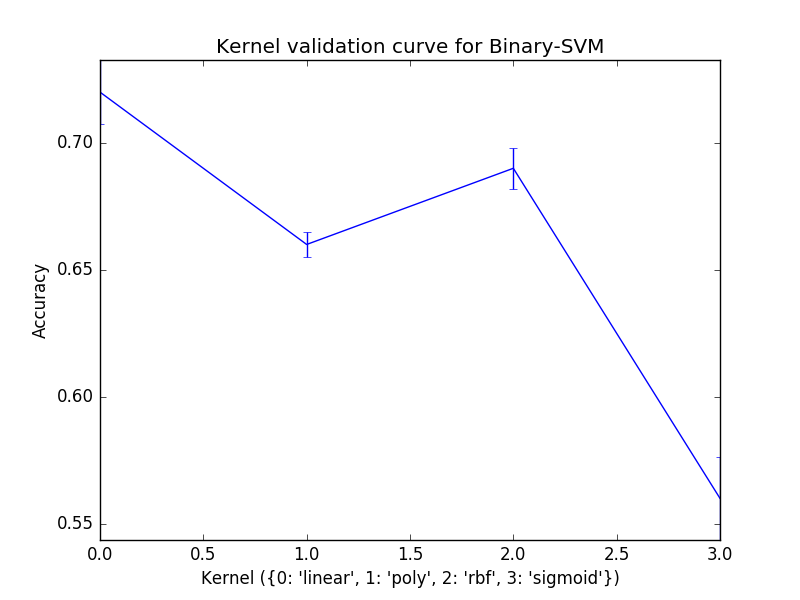 Kernel validation curve for Binary-SVM
0.70
0.65
0.60
0.55
Accuracy
0.0 0.5 1.0 1.5 2.0 2.5 3.0
Kernel ({0: 'linear', 1: 'poly', 2: 'rbf', 3: 'sigmoid'})